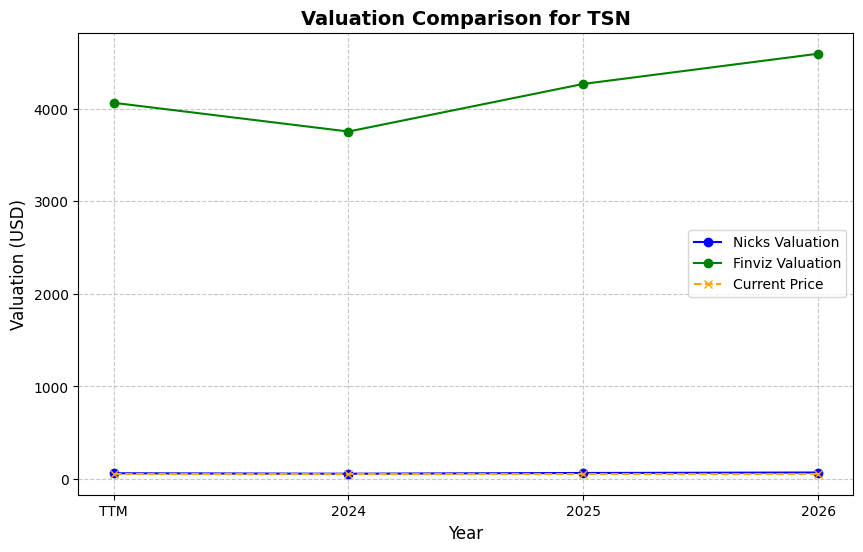 Valuation Comparison for TSN
Valuation (USD)
4000
3000
2000
1000
0
Nicks Valuation
Finviz Valuation
Current Price
TTM
2024
2025
2026
Year